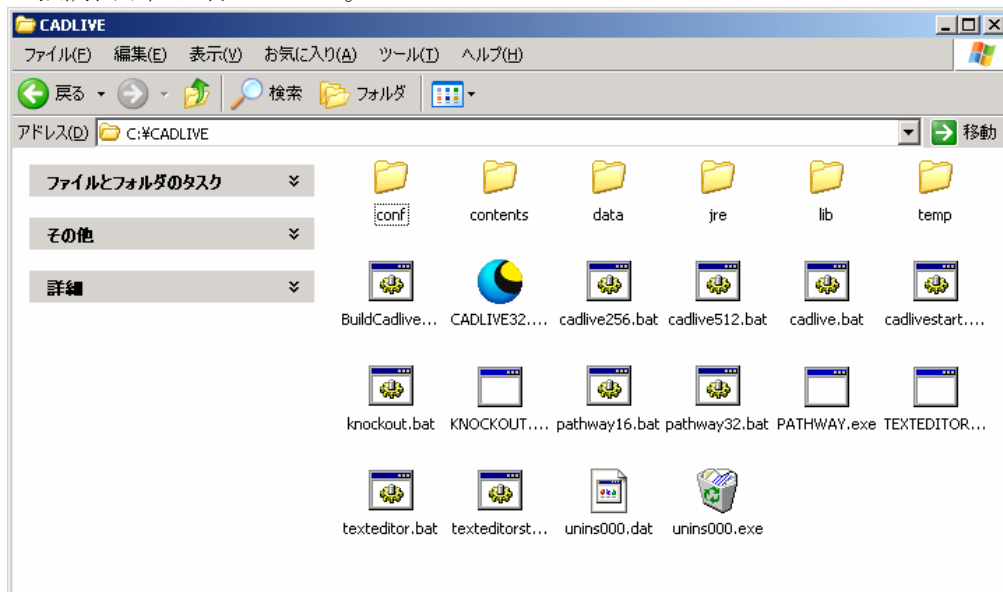 CADLIVE
ファイル(F) 編集(E) 表示(V) お気に入り(A) ツール(T) ヘルプ(H)
戻る 検索 フォルダ
アドレス(D) C:¥CADLIVE 移動
ファイルとフォルダのタスク
その他
詳細
conf contents data jre lib temp
BuildCadlive... CADLIVE32.... cadlive256.bat cadlive512.bat cadlive.bat cadlivestart....
knockout.bat KNOCKOUT.... pathway16.bat pathway32.bat PATHWAY.exe TEXTEDITOR...
texteditor.bat texteditorst... unins000.dat unins000.exe